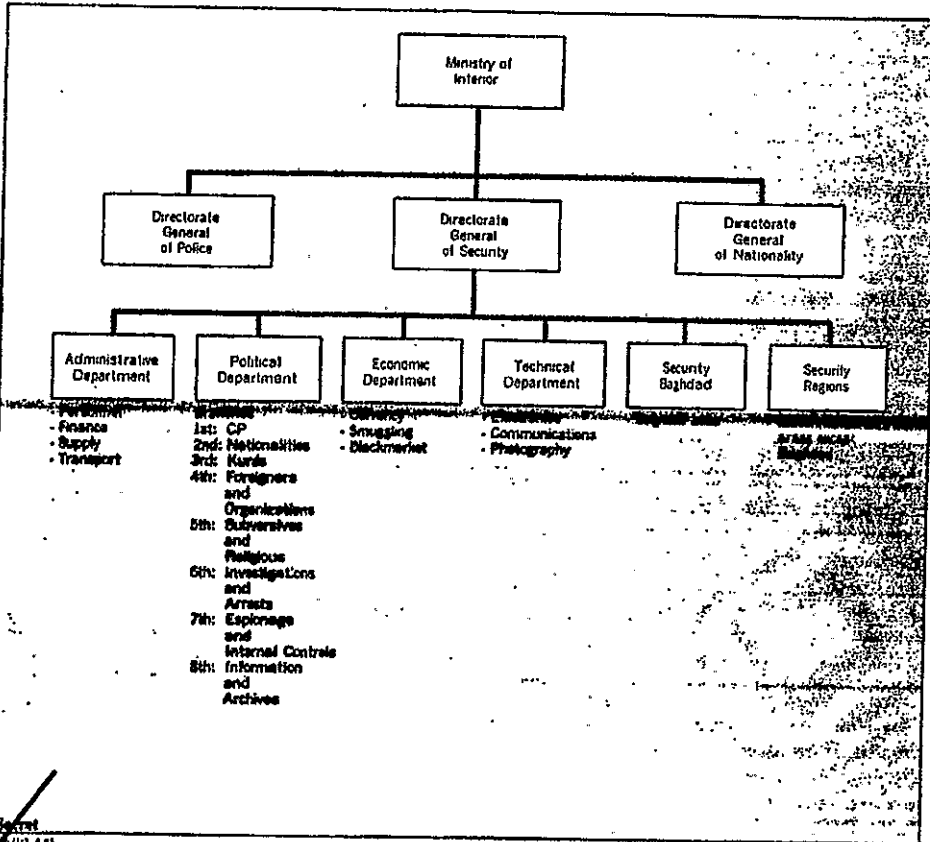 Ministry of
Interior
Directorate
General
of Police
Directorate
General
of Security
Directorate
General
of Nationality
Administrative
Department
Political
Department
Economic
Department
Technical
Department
Security
Baghdad
Security
Regions
- Personnel
- Finance
- Supply
- Transport
1st: CP
2nd: Nationalities
3rd: Kurds
4th: Foreigners
and
Organizations
5th: Subversives
and
Religious
6th: Investigations
and
Arrests
7th: Espionage
and
Internal Controls
8th: Information
and
Archives
- Currency
- Smuggling
- Blackmarket
- Communications
- Photography
Secret